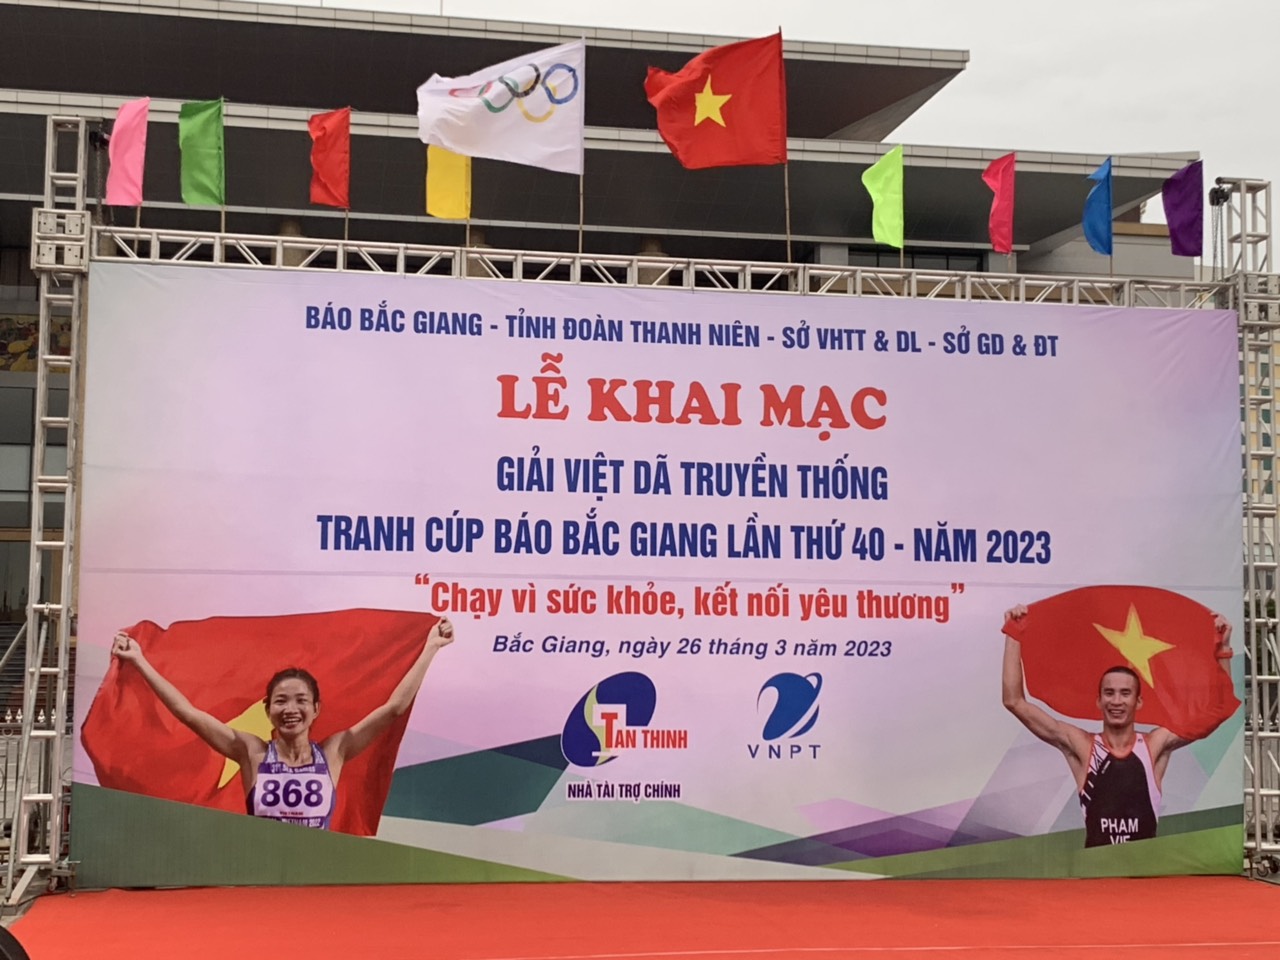 BÁO BẮC GIANG - TỈNH ĐOÀN THANH NIÊN - SỞ VHTT & DL - SỞ GD & ĐT
LỄ KHAI MẠC
GIẢI VIỆT DÃ TRUYỀN THỐNG
TRANH CÚP BÁO BẮC GIANG LẦN THỨ 40 - NĂM 2023
“Chạy vì sức khỏe, kết nối yêu thương”
Bắc Giang, ngày 26 tháng 3 năm 2023
TAN THINH
VNPT
NHÀ TÀI TRỢ CHÍNH
868
PHAM
VIE